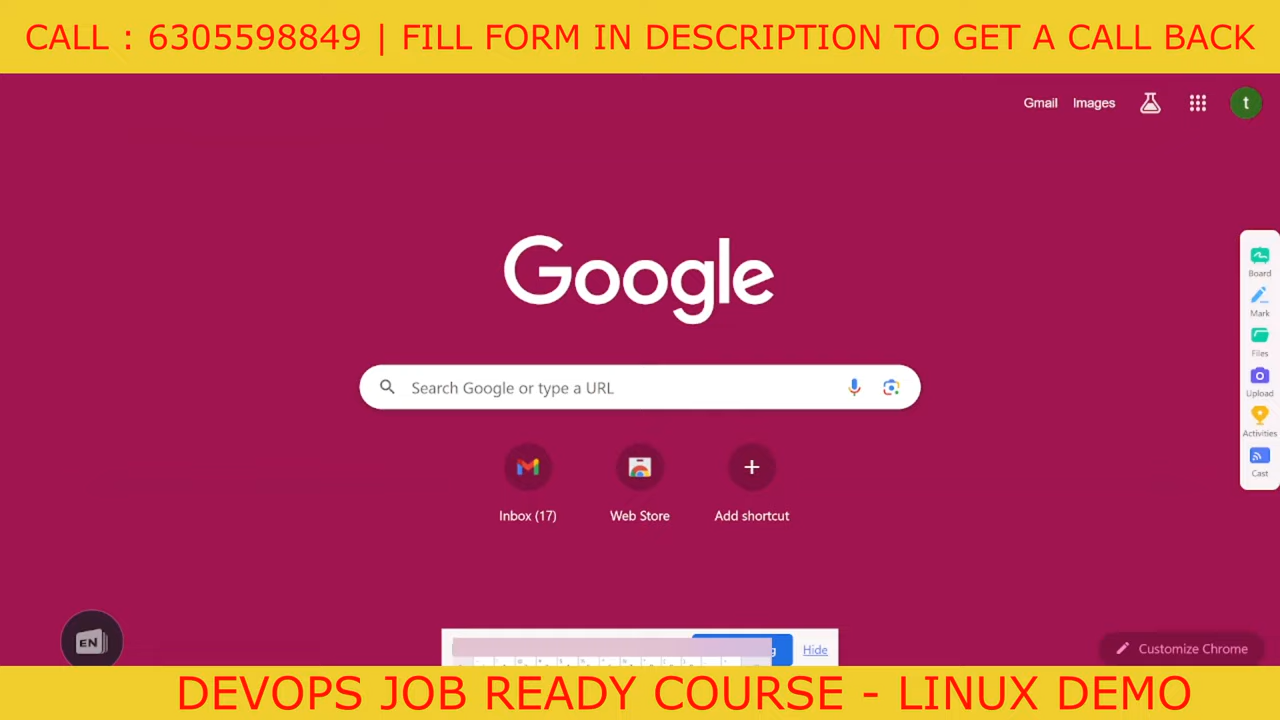 CALL : 6305598849 | FILL FORM IN DESCRIPTION TO GET A CALL BACK
Gmail Images
t
Google
Search Google or type a URL
Inbox (17) Web Store Add shortcut
Board
Mark
Files
Upload
Activities
Cast
EN
Hide
Customize Chrome
DEVOPS JOB READY COURSE - LINUX DEMO